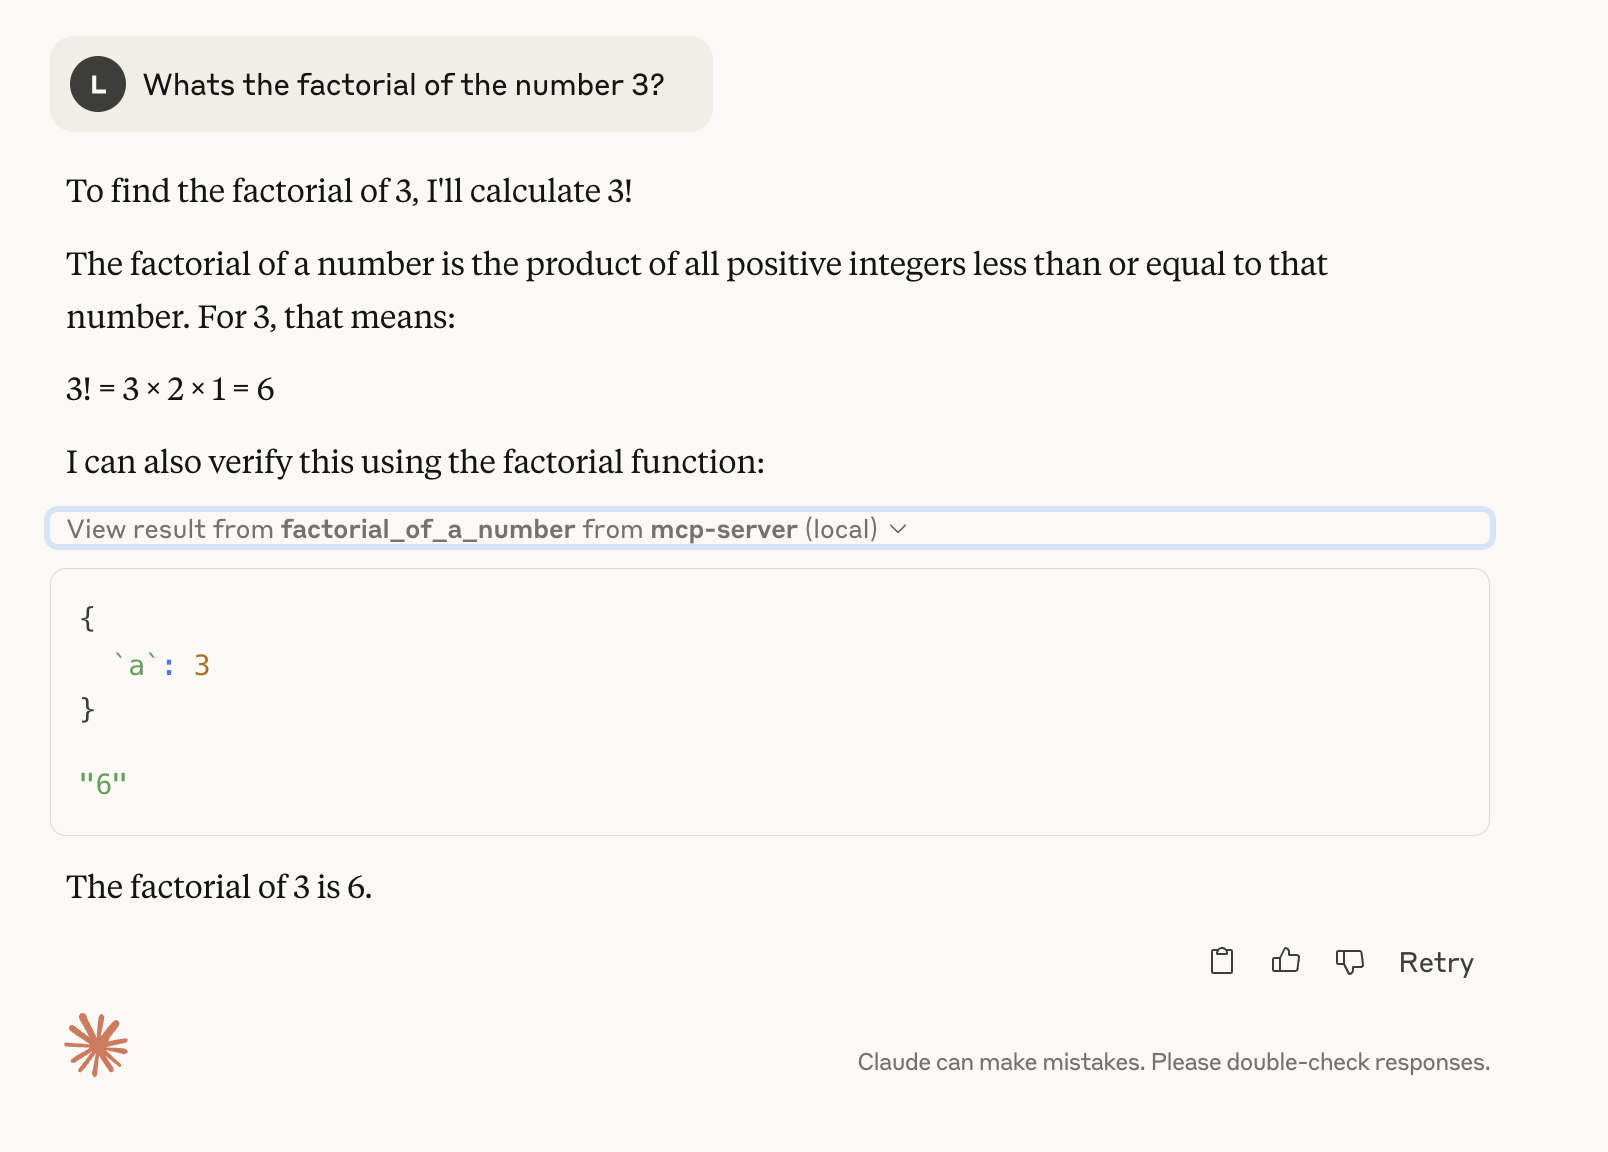 L
Whats the factorial of the number 3?
To find the factorial of 3, I'll calculate 3!
The factorial of a number is the product of all positive integers less than or equal to that
number. For 3, that means:
3! = 3 × 2 × 1 = 6
I can also verify this using the factorial function:
View result from factorial_of_a_number from mcp-server (local)
{
  `a`: 3
}
"6"
The factorial of 3 is 6.
Retry
Claude can make mistakes. Please double-check responses.